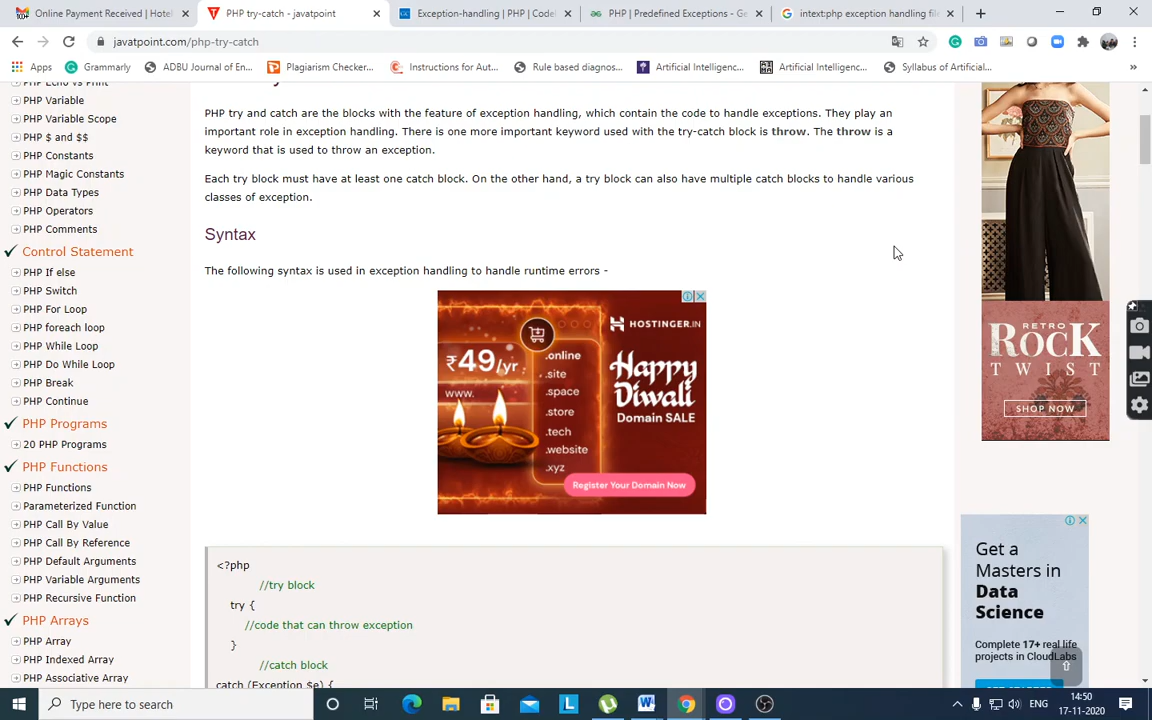 Online Payment Received | Hotel
PHP try-catch - javatpoint
Exception-handling | PHP | Codel
PHP | Predefined Exceptions - Ge
intext:php exception handling file
javatpoint.com/php-try-catch
Apps
Grammarly
ADBU Journal of En...
Plagiarism Checker...
Instructions for Aut...
Rule based diagnos...
Artificial Intelligenc...
Artificial Intelligenc...
Syllabus of Artificial...
»
PHP Echo vs Print
PHP Variable
PHP Variable Scope
PHP $ and $$
PHP Constants
PHP Magic Constants
PHP Data Types
PHP Operators
PHP Comments
Control Statement
PHP If else
PHP Switch
PHP For Loop
PHP foreach loop
PHP While Loop
PHP Do While Loop
PHP Break
PHP Continue
PHP Programs
20 PHP Programs
PHP Functions
PHP Functions
Parameterized Function
PHP Call By Value
PHP Call By Reference
PHP Default Arguments
PHP Variable Arguments
PHP Recursive Function
PHP Arrays
PHP Array
PHP Indexed Array
PHP Associative Array
PHP try and catch are the blocks with the feature of exception handling, which contain the code to handle exceptions. They play an
important role in exception handling. There is one more important keyword used with the try-catch block is throw. The throw is a
keyword that is used to throw an exception.
Each try block must have at least one catch block. On the other hand, a try block can also have multiple catch blocks to handle various
classes of exception.
Syntax
The following syntax is used in exception handling to handle runtime errors -
HOSTINGER.IN
₹49/yr
www.
.online
.site
.space
.store
.tech
.website
.xyz
Happy
Diwali
Domain SALE
Register Your Domain Now
<?php
//try block
try {
//code that can throw exception
}
//catch block
catch (Exception $e) {
RETRO
ROCK
TWIST
SHOP NOW
Get a
Masters in
Data
Science
Complete 17+ real life
projects in CloudLabs
Type here to search
ENG
14:50
17-11-2020